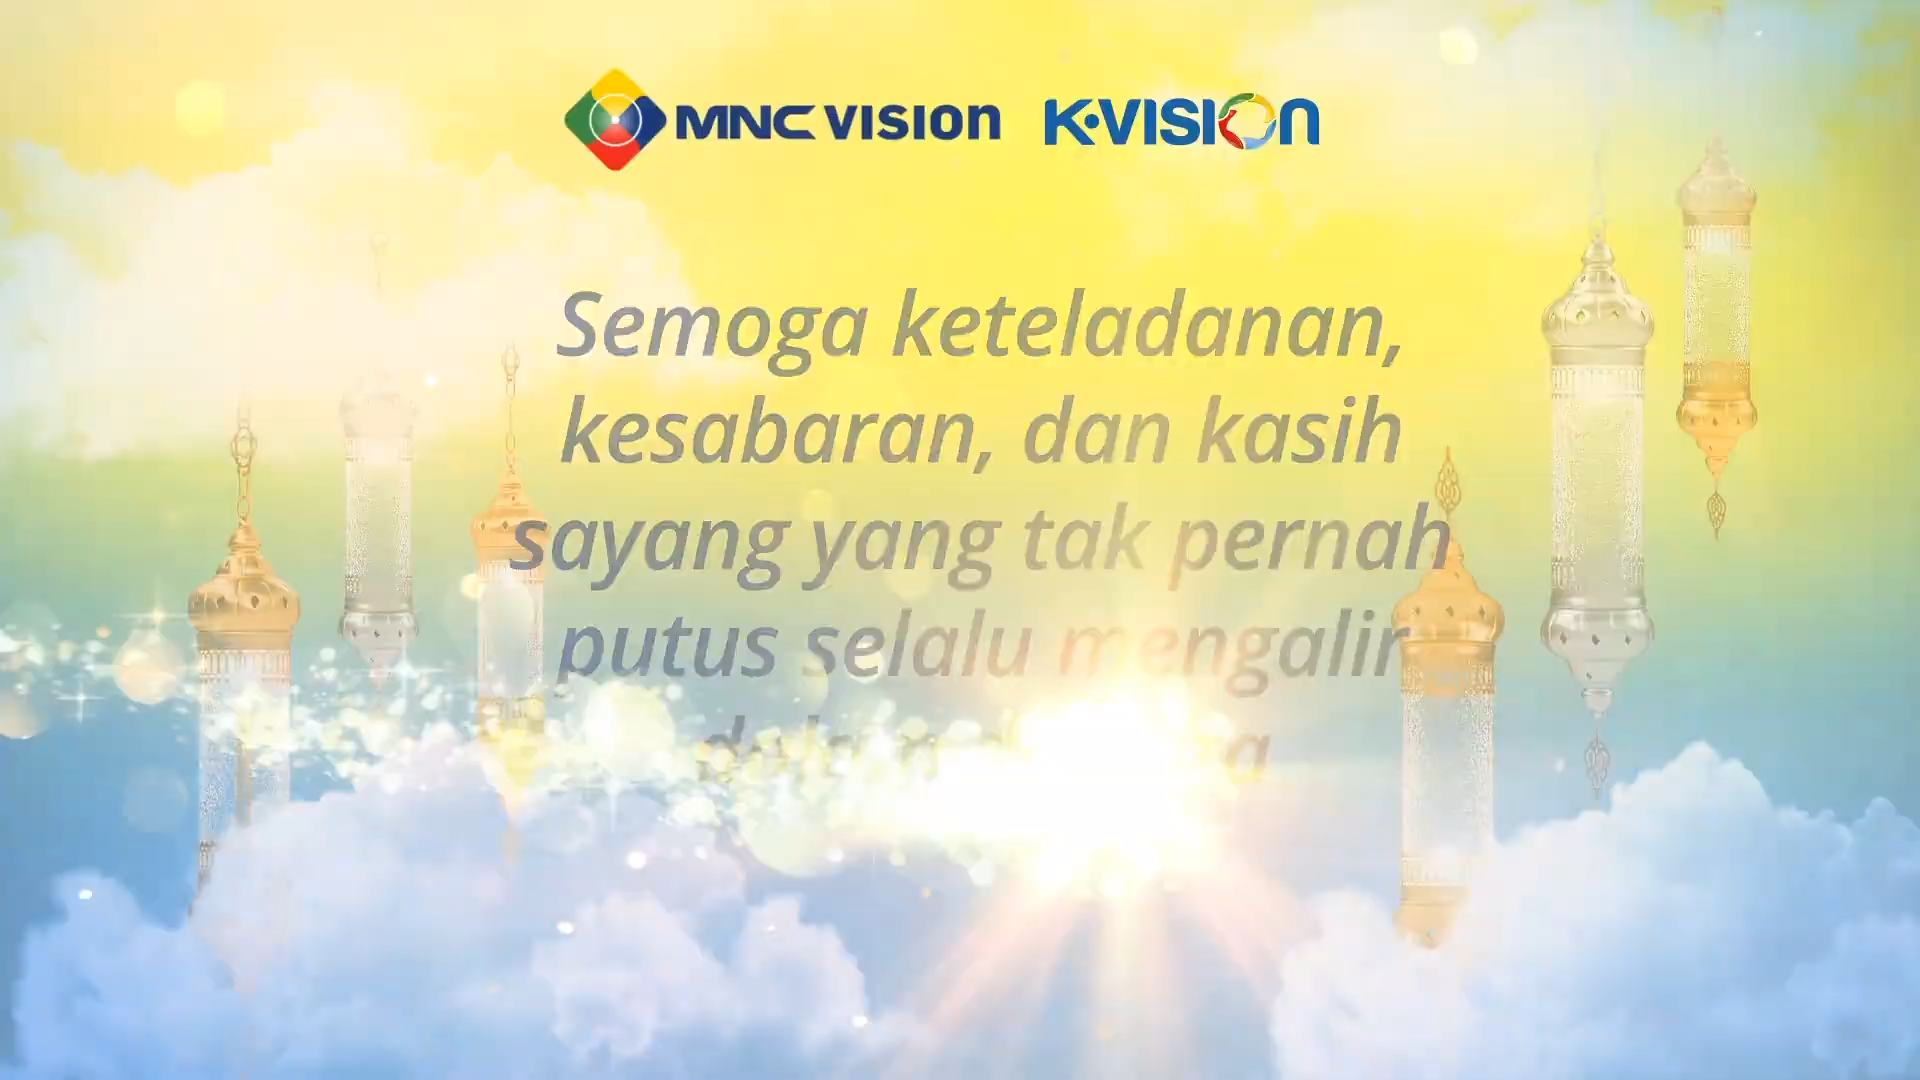 MNC VISION K-VISION
Semoga keteladanan,
kesabaran, dan kasih
sayang yang tak pernah
putus selalu mengalir